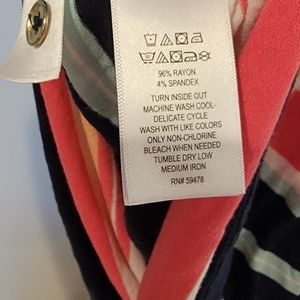 96% RAYON
4% SPANDEX
TURN INSIDE OUT
MACHINE WASH COOL-
DELICATE CYCLE
WASH WITH LIKE COLORS
ONLY NON-CHLORINE
BLEACH WHEN NEEDED
TUMBLE DRY LOW
MEDIUM IRON
RN# 59478